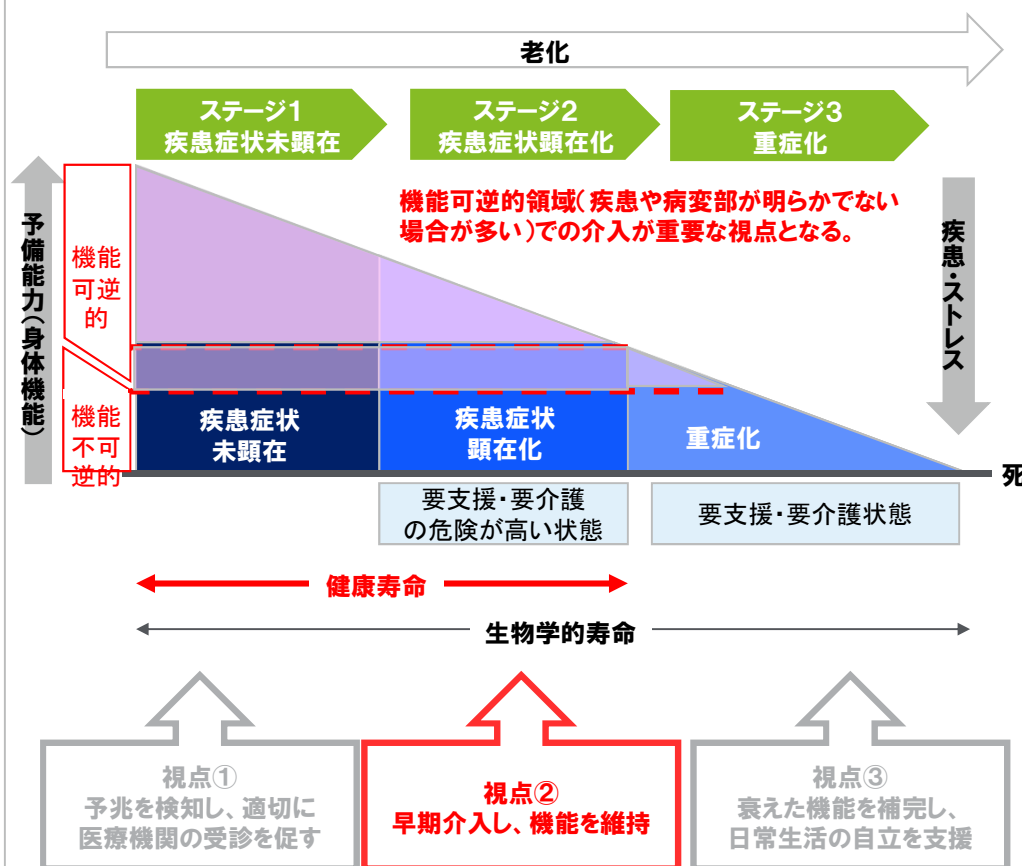 老化
ステージ1
疾患症状未顕在
ステージ2
疾患症状顕在化
ステージ3
重症化
機能可逆的領域(疾患や病変部が明らかでない
場合が多い)での介入が重要な視点となる。
予備能力(身体機能)
機能
可逆
的
機能
不可
逆的
疾患・ストレス
疾患症状
未顕在
疾患症状
顕在化
重症化
死
要支援・要介護
の危険が高い状態
要支援・要介護状態
健康寿命
生物学的寿命
視点①
予兆を検知し、適切に
医療機関の受診を促す
視点②
早期介入し、機能を維持
視点③
衰えた機能を補完し、
日常生活の自立を支援